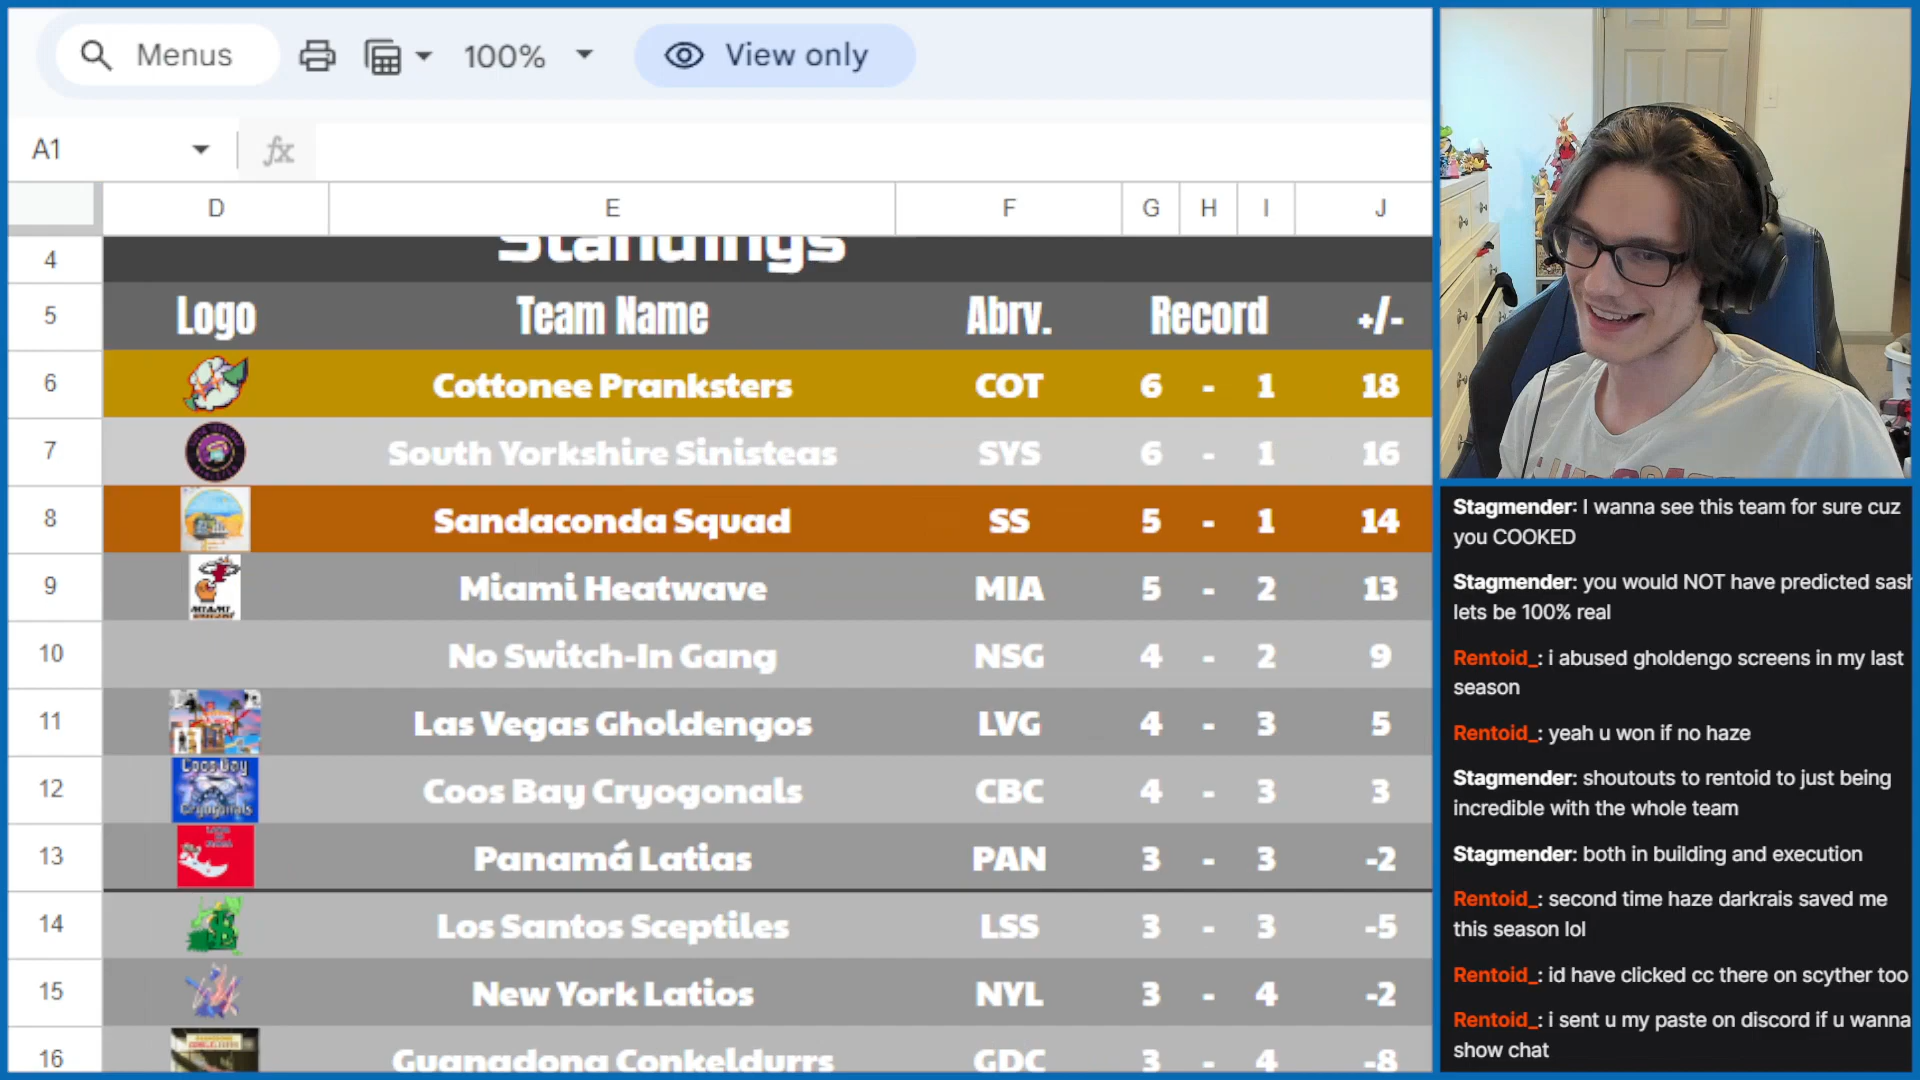 Menus 100% View only
A1 fx
D E F G H I J
4 Standings
5 Logo Team Name Abrv. Record +/-
6 Cottonee Pranksters COT 6 - 1 18
7 South Yorkshire Sinisteas SYS 6 - 1 16
8 Sandaconda Squad SS 5 - 1 14
9 Miami Heatwave MIA 5 - 2 13
10 No Switch-In Gang NSG 4 - 2 9
11 Las Vegas Gholdengos LVG 4 - 3 5
12 Coos Bay Cryogonals CBC 4 - 3 3
Coos Bay
Cryogonals
13 Panamá Latias PAN 3 - 3 -2
14 Los Santos Sceptiles LSS 3 - 3 -5
15 New York Latios NYL 3 - 4 -2
16 Guangdong Conkeldurrs GDC 3 - 4 -8
Stagmender: I wanna see this team for sure cuz
you COOKED
Stagmender: you would NOT have predicted sash
lets be 100% real
Rentoid_: i abused gholdengo screens in my last
season
Rentoid_: yeah u won if no haze
Stagmender: shoutouts to rentoid to just being
incredible with the whole team
Stagmender: both in building and execution
Rentoid_: second time haze darkrais saved me
this season lol
Rentoid_: id have clicked cc there on scyther too
Rentoid_: i sent u my paste on discord if u wanna
show chat